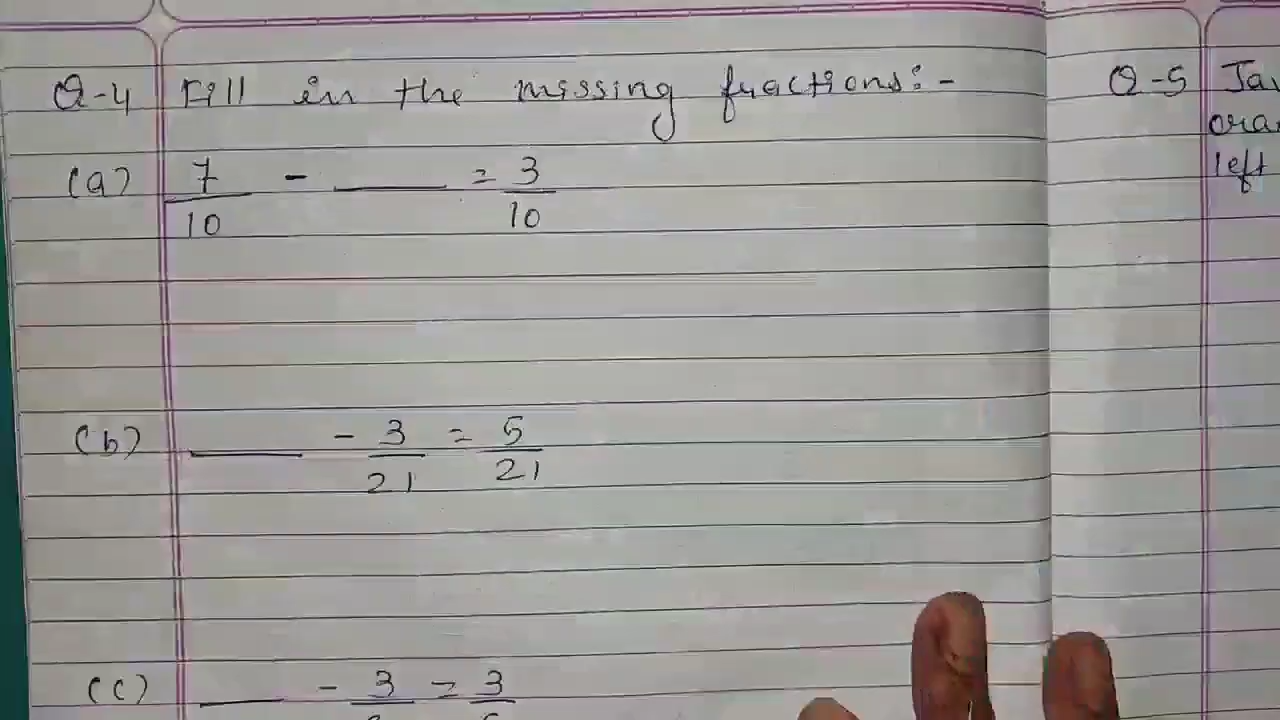 Q-4 Fill in the missing fractions:-
(a) 7/10 - ____ = 3/10
(b) ____ - 3/21 = 5/21
(c) ____ - 3 = 3
Q-5
left